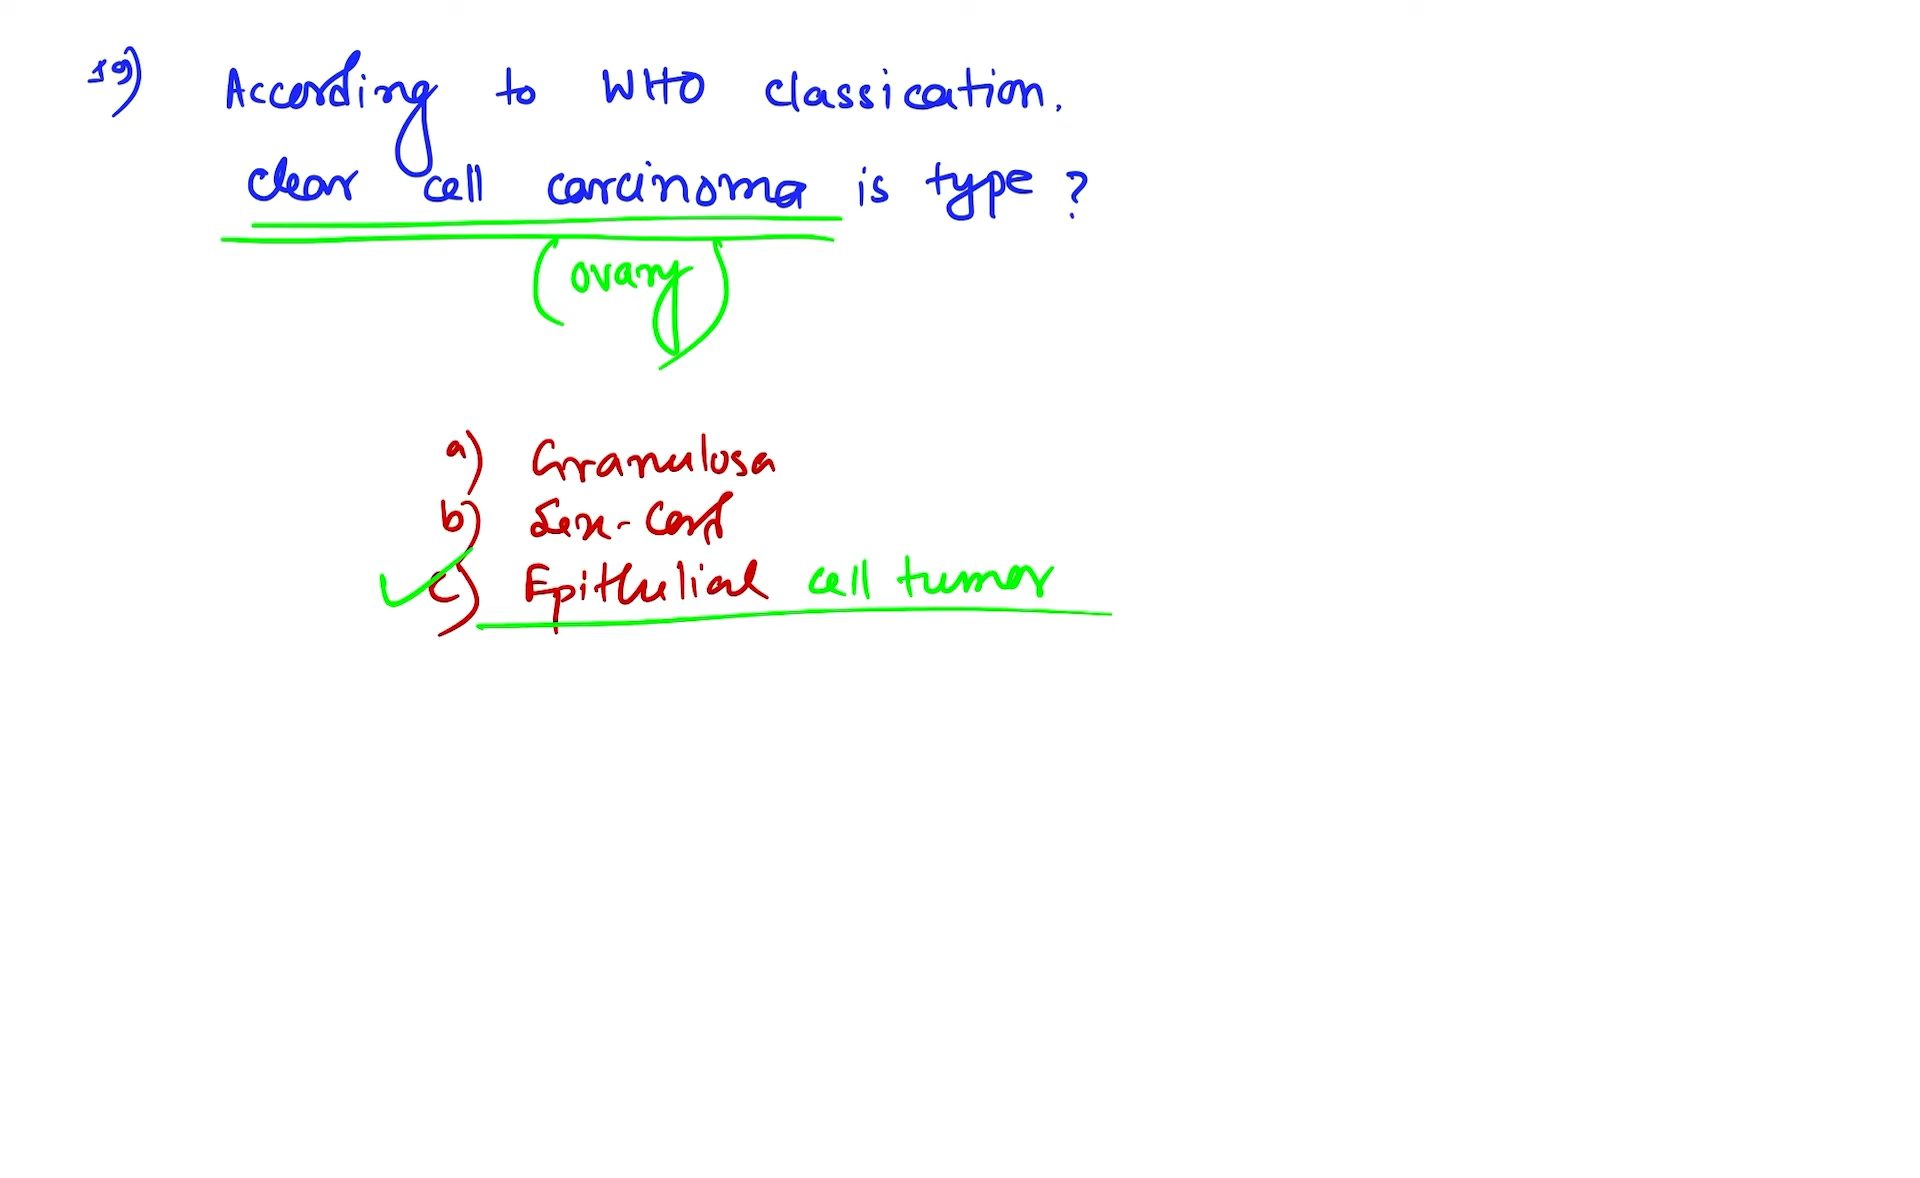 19) According to WHO classication.
clear cell carcinoma is type ?
(ovary)
a) Granulosa
b) Sex-Cord
c) Epithelial cell tumor